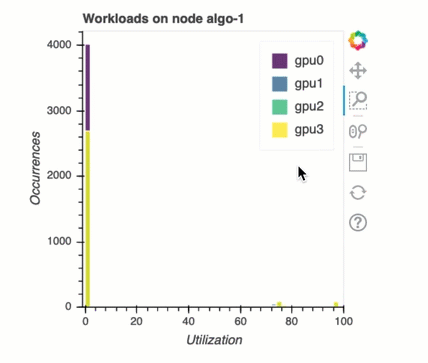 Workloads on node algo-1
gpu0
gpu1
gpu2
gpu3
Occurrences
4000
3000
2000
1000
0
0 20 40 60 80 100
Utilization